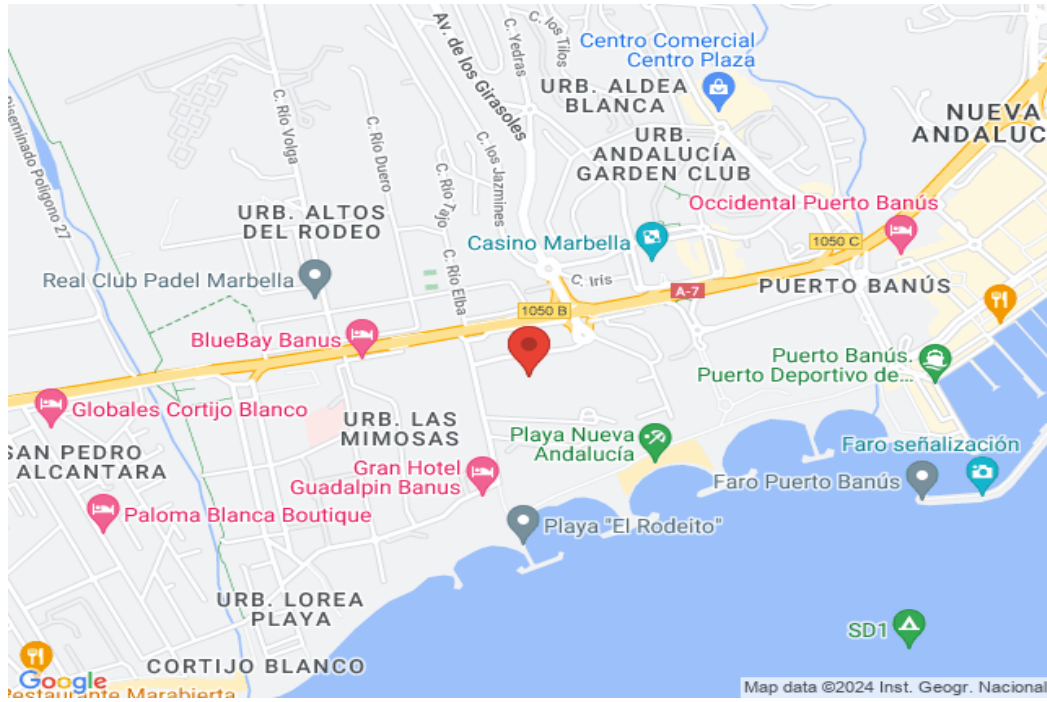 Centro Comercial
Centro Plaza
Av. de los Girasoles
C. Yedras
C. los Tilos
URB. ALDEA
BLANCA
NUEVA
ANDALUC
Diseminado Polígono 27
C. Río Volga
C. Río Duero
C. Río Tajo
C. los Jazmines
URB.
ANDALUCÍA
GARDEN CLUB
Occidental Puerto Banús
URB. ALTOS
DEL RODEO
Casino Marbella
1050 C
Real Club Padel Marbella
C. Río Elba
C. Iris
A-7
PUERTO BANÚS
1050 B
BlueBay Banus
Puerto Banús.
Puerto Deportivo de...
Globales Cortijo Blanco
URB. LAS
MIMOSAS
Playa Nueva
Andalucía
Faro señalización
SAN PEDRO
ALCANTARA
Gran Hotel
Guadalpin Banus
Faro Puerto Banús
Paloma Blanca Boutique
Playa "El Rodeito"
URB. LOREA
PLAYA
SD1
CORTIJO BLANCO
Google
Restaurante Marabierta
Map data ©2024 Inst. Geogr. Nacional